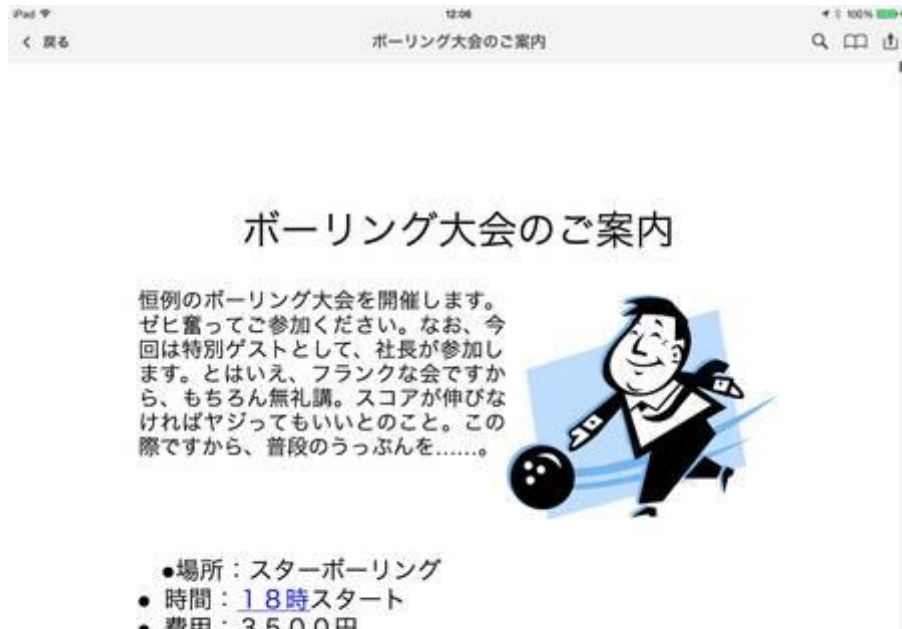 iPad 12:06 100%
戻る ボーリング大会のご案内
ボーリング大会のご案内
恒例のボーリング大会を開催します。
ゼヒ奮ってご参加ください。なお、今
回は特別ゲストとして、社長が参加し
ます。とはいえ、フランクな会ですか
ら、もちろん無礼講。スコアが伸びな
ければヤジってもいいとのこと。この
際ですから、普段のうっぷんを……。
●場所：スターボーリング
● 時間：１８時スタート
● 費用：３５００円